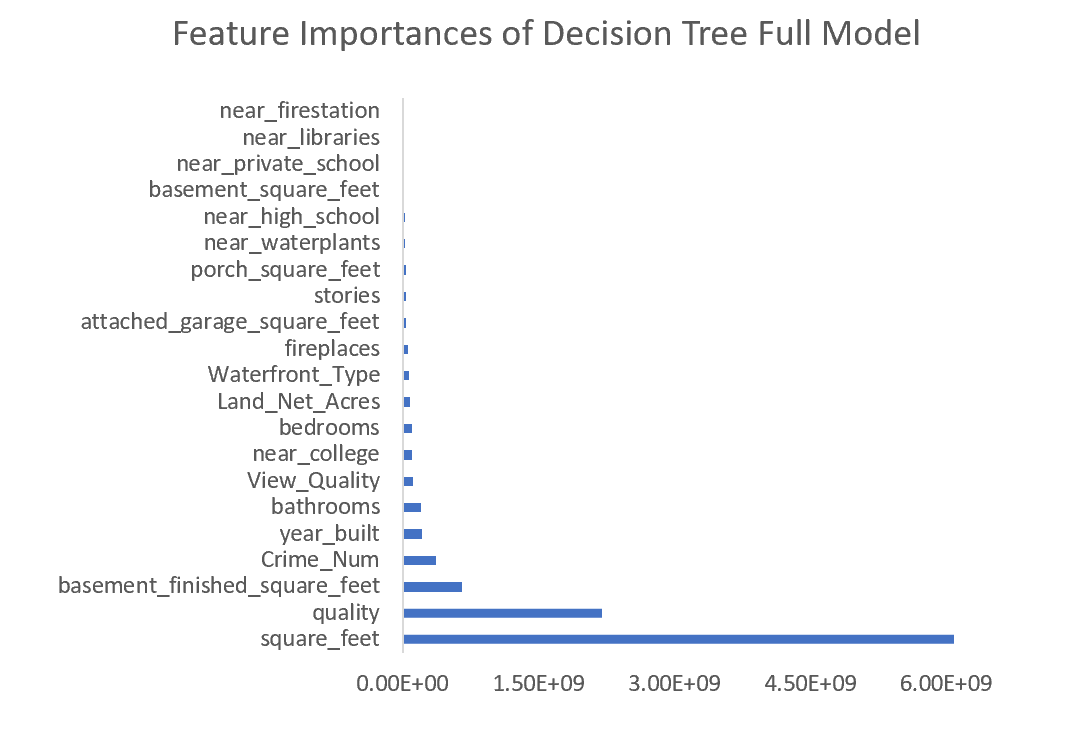 Feature Importances of Decision Tree Full Model
near_firestation
near_libraries
near_private_school
basement_square_feet
near_high_school
near_waterplants
porch_square_feet
stories
attached_garage_square_feet
fireplaces
Waterfront_Type
Land_Net_Acres
bedrooms
near_college
View_Quality
bathrooms
year_built
Crime_Num
basement_finished_square_feet
quality
square_feet
0.00E+00 1.50E+09 3.00E+09 4.50E+09 6.00E+09